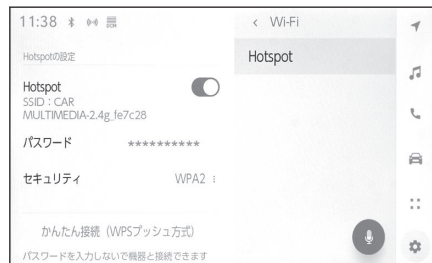 11:38
DCM
Hotspotの設定
Hotspot
SSID：CAR
MULTIMEDIA-2.4g_fe7c28
パスワード **********
セキュリティ WPA2
かんたん接続（WPSプッシュ方式）
パスワードを入力しないで機器と接続できます
< Wi-Fi
Hotspot